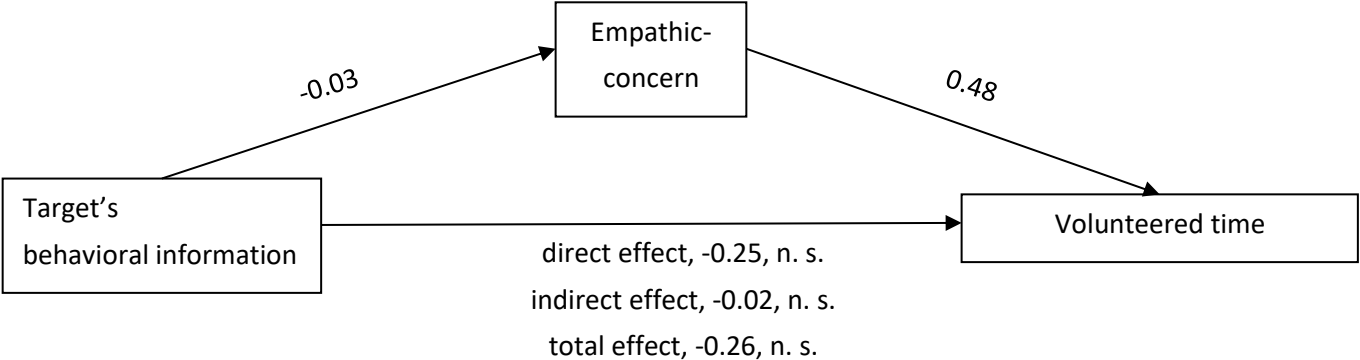 Empathic-
concern
-0.03
0.48
Target’s
behavioral information
Volunteered time
direct effect, -0.25, n. s.
indirect effect, -0.02, n. s.
total effect, -0.26, n. s.